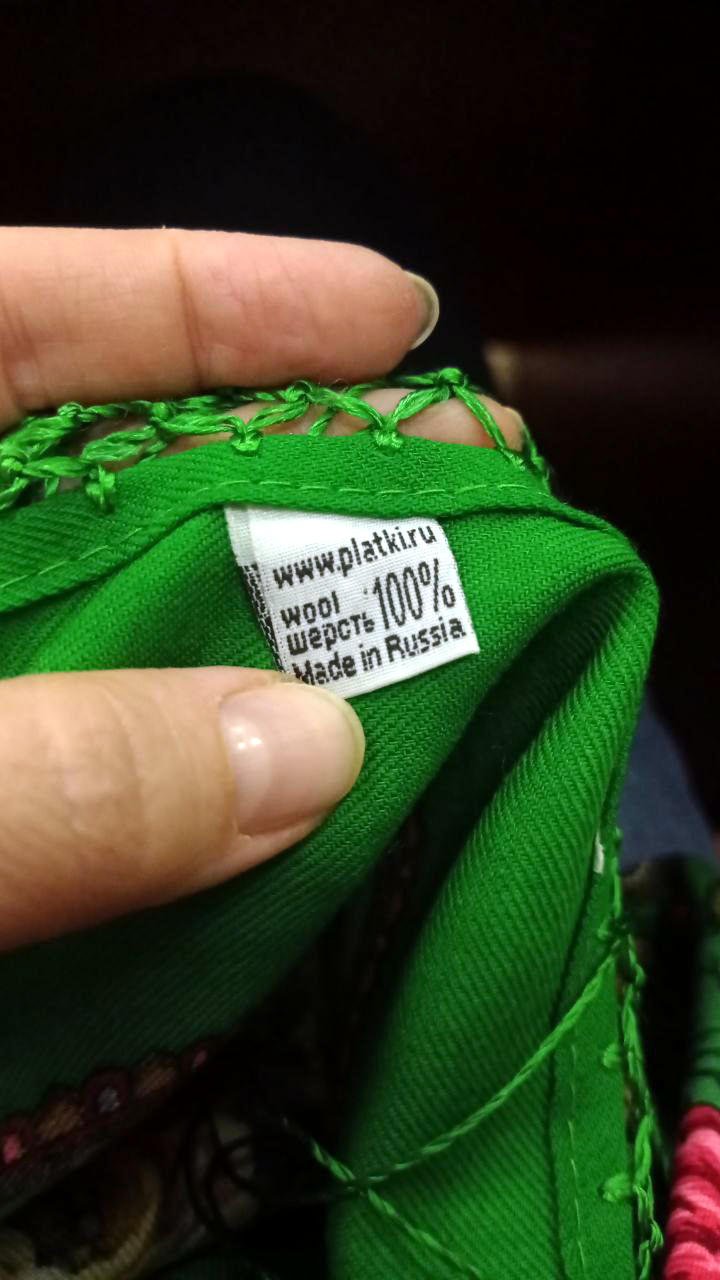 www.platki.ru
wool
шерсть 100%
Made in Russia